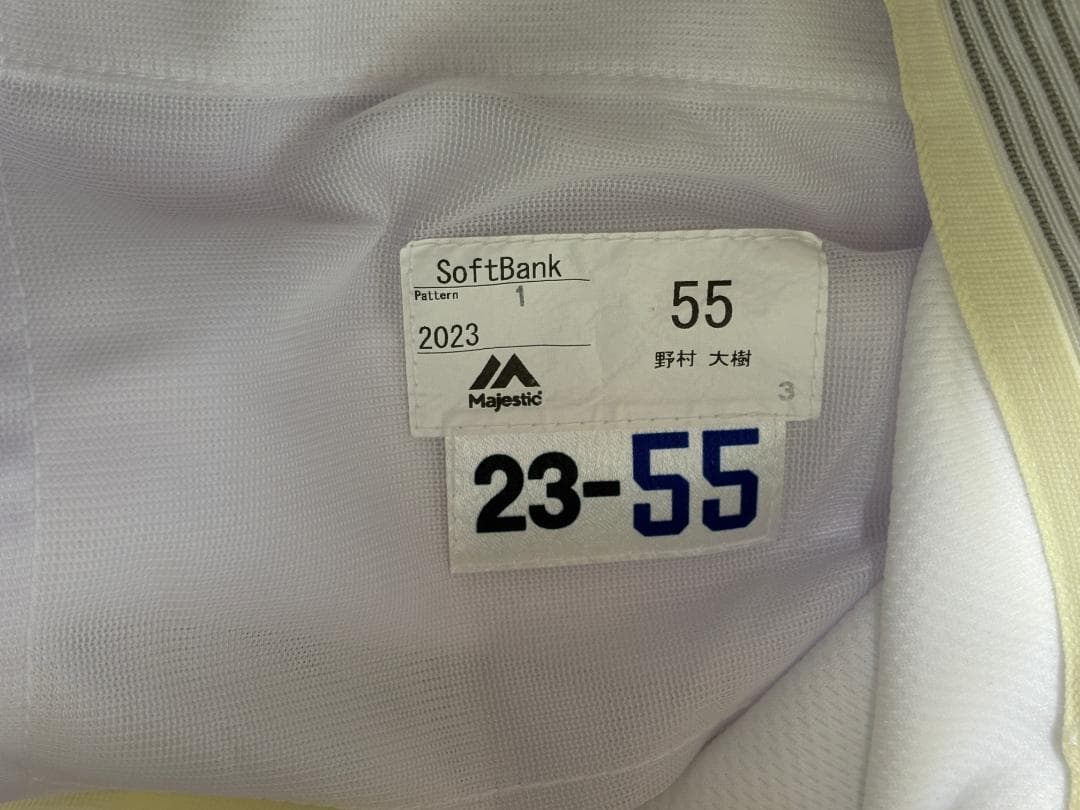 SoftBank
Pattern 1
2023
Majestic
55
野村 大樹
3
23-55